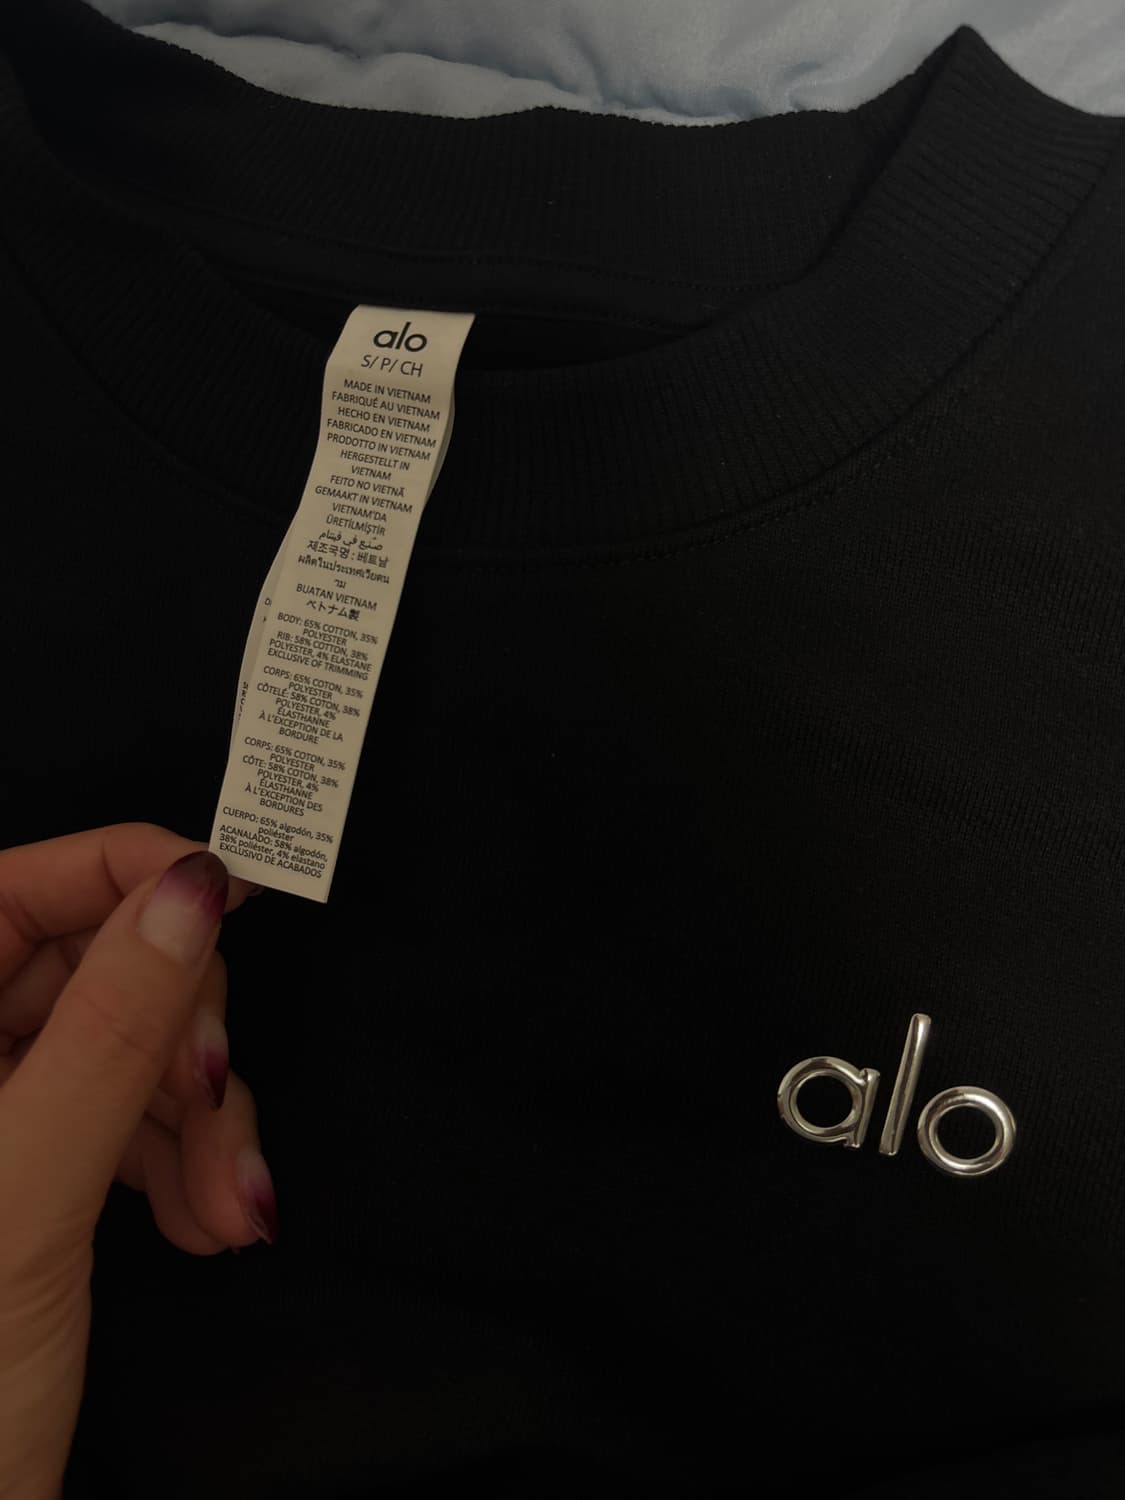 alo
S/ P/ CH
MADE IN VIETNAM
FABRIQUÉ AU VIETNAM
HECHO EN VIETNAM
FABRICADO EN VIETNAM
PRODOTTO IN VIETNAM
HERGESTELLT IN
VIETNAM
FEITO NO VIETNÃ
GEMAAKT IN VIETNAM
VIETNAM'DA
ÜRETİLMİŞTİR
صنع في فيتنام
제조국명 : 베트남
ผลิตในประเทศเวียดน
าม
BUATAN VIETNAM
ベトナム製
BODY: 65% COTTON, 35%
POLYESTER
RIB: 58% COTTON, 38%
POLYESTER, 4% ELASTANE
EXCLUSIVE OF TRIMMING
CORPS: 65% COTON, 35%
POLYESTER
CÔTELÉ: 58% COTON, 38%
POLYESTER, 4%
ÉLASTHANNE
À L'EXCEPTION DE LA
BORDURE
CORPS: 65% COTON, 35%
POLYESTER
CÔTE: 58% COTON, 38%
POLYESTER, 4%
ÉLASTHANNE
À L'EXCEPTION DES
BORDURES
CUERPO: 65% algodón, 35%
poliéster
ACANALADO: 58% algodón,
38% poliéster, 4% elastano
EXCLUSIVO DE ACABADOS
alo